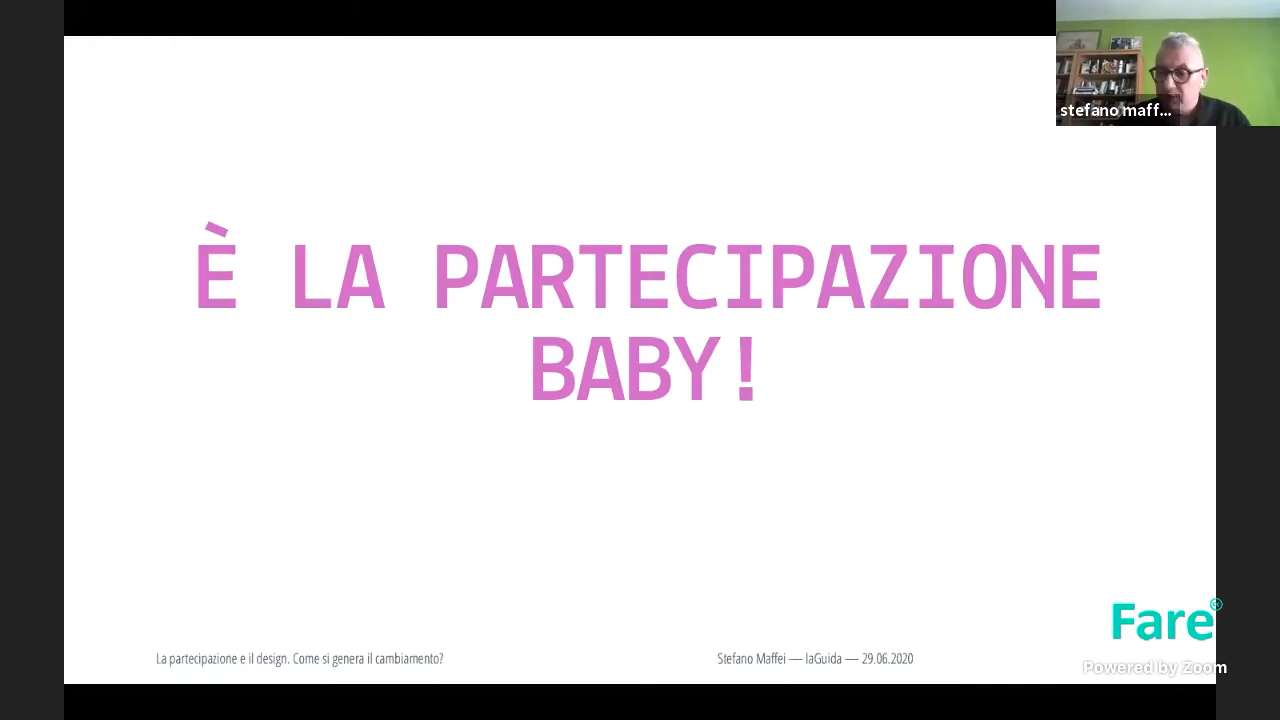 stefano maff...
È LA PARTECIPAZIONE
BABY!
Fare
La partecipazione e il design. Come si genera il cambiamento?
Stefano Maffei — laGuida — 29.06.2020
Powered by Zoom